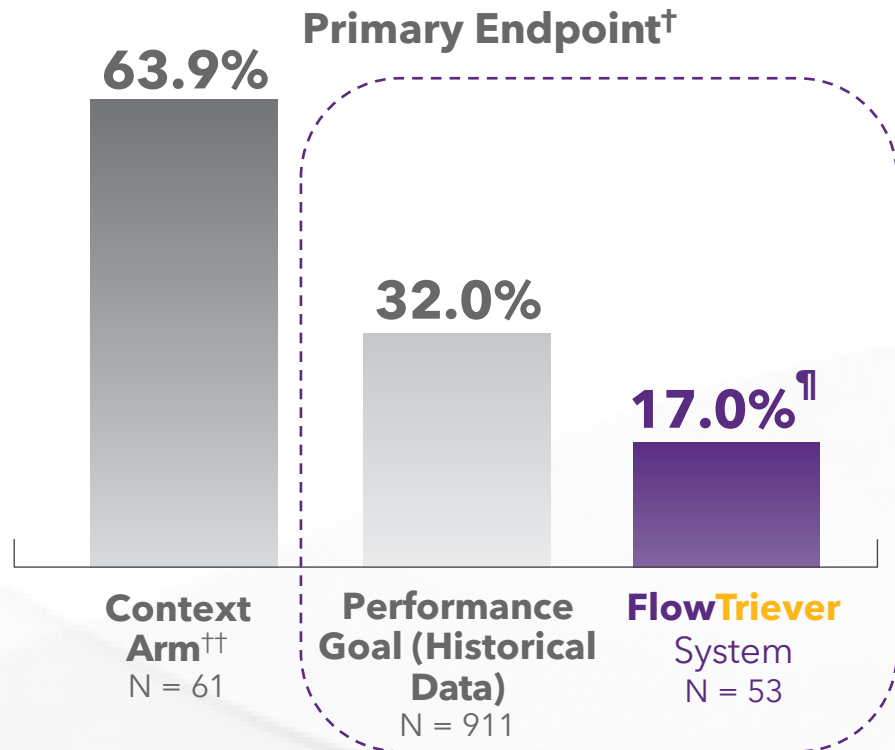 Primary Endpoint†
63.9%
32.0%
17.0%¶
Context
Arm††
N = 61
Performance
Goal (Historical
Data)
N = 911
FlowTriever
System
N = 53